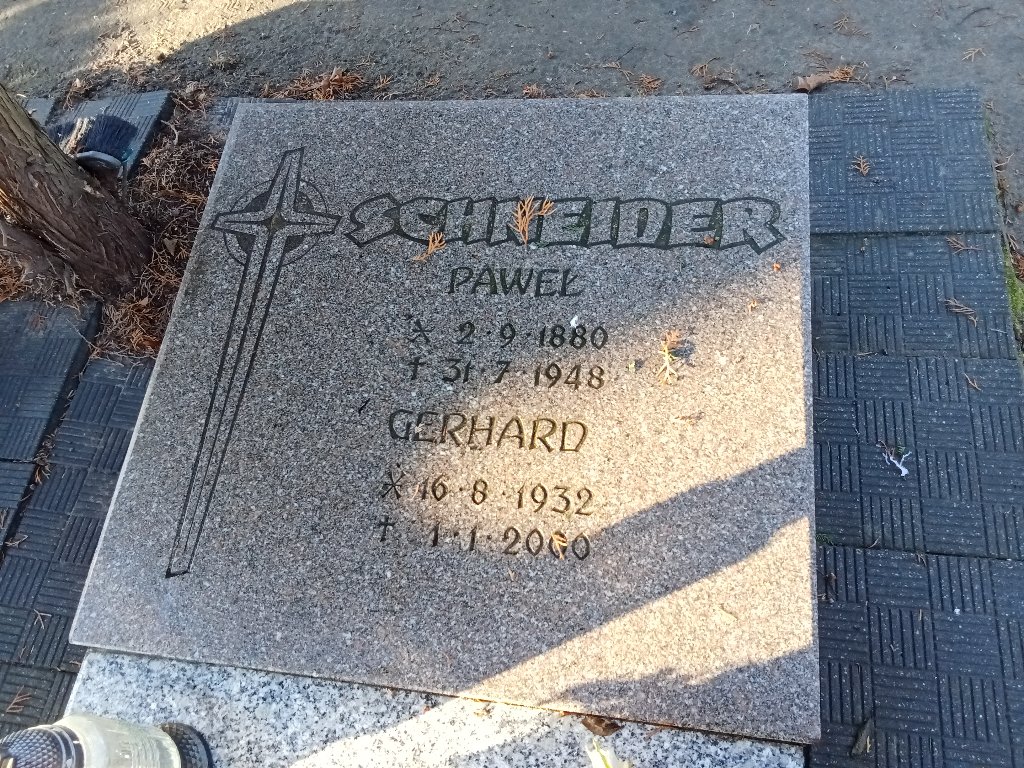 SCHNEIDER
PAWEŁ
* 2·9·1880
† 31·7·1948
GERHARD
* 16·8·1932
† 1·1·2000